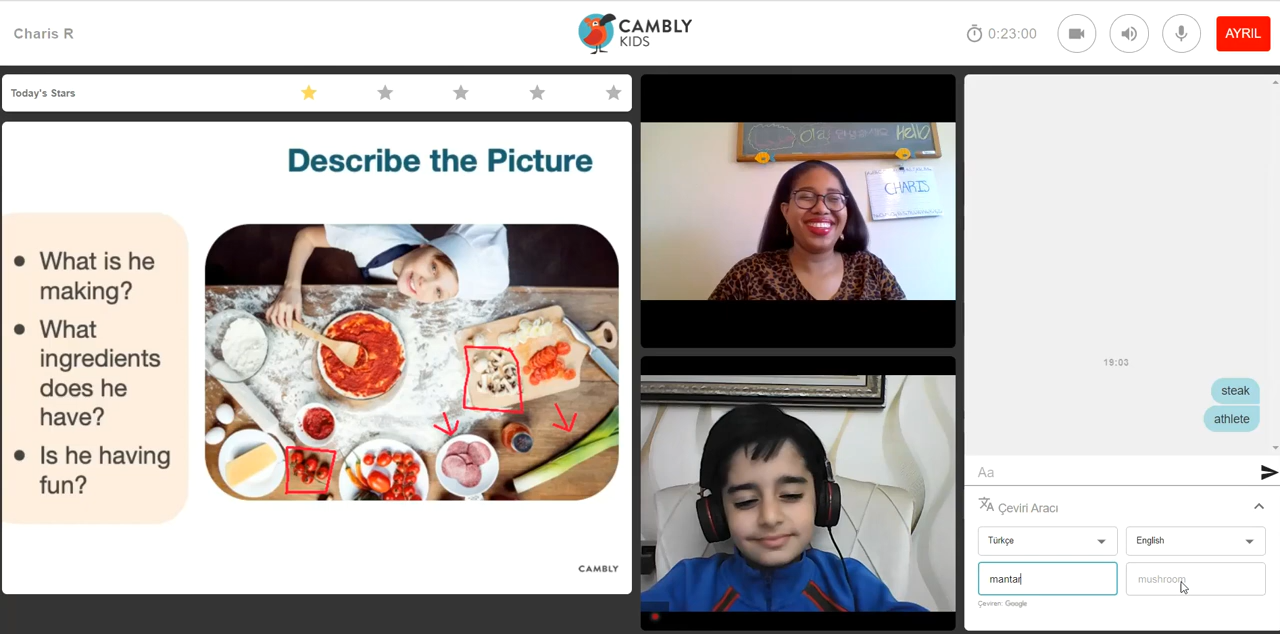 Charis R
CAMBLY
KIDS
0:23:00
AYRIL
Today's Stars
Describe the Picture
• What is he
making?
• What
ingredients
does he
have?
• Is he having
fun?
CAMBLY
Hello
CHARIS
19:03
steak
athlete
Aa
Çeviri Aracı
Türkçe
English
mantar
mushroom
Çeviren: Google